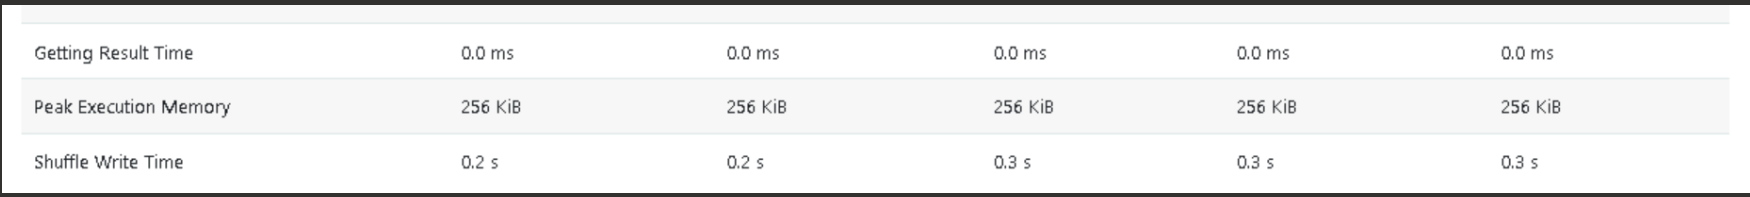 Getting Result Time 0.0 ms 0.0 ms 0.0 ms 0.0 ms 0.0 ms
Peak Execution Memory 256 KiB 256 KiB 256 KiB 256 KiB 256 KiB
Shuffle Write Time 0.2 s 0.2 s 0.3 s 0.3 s 0.3 s